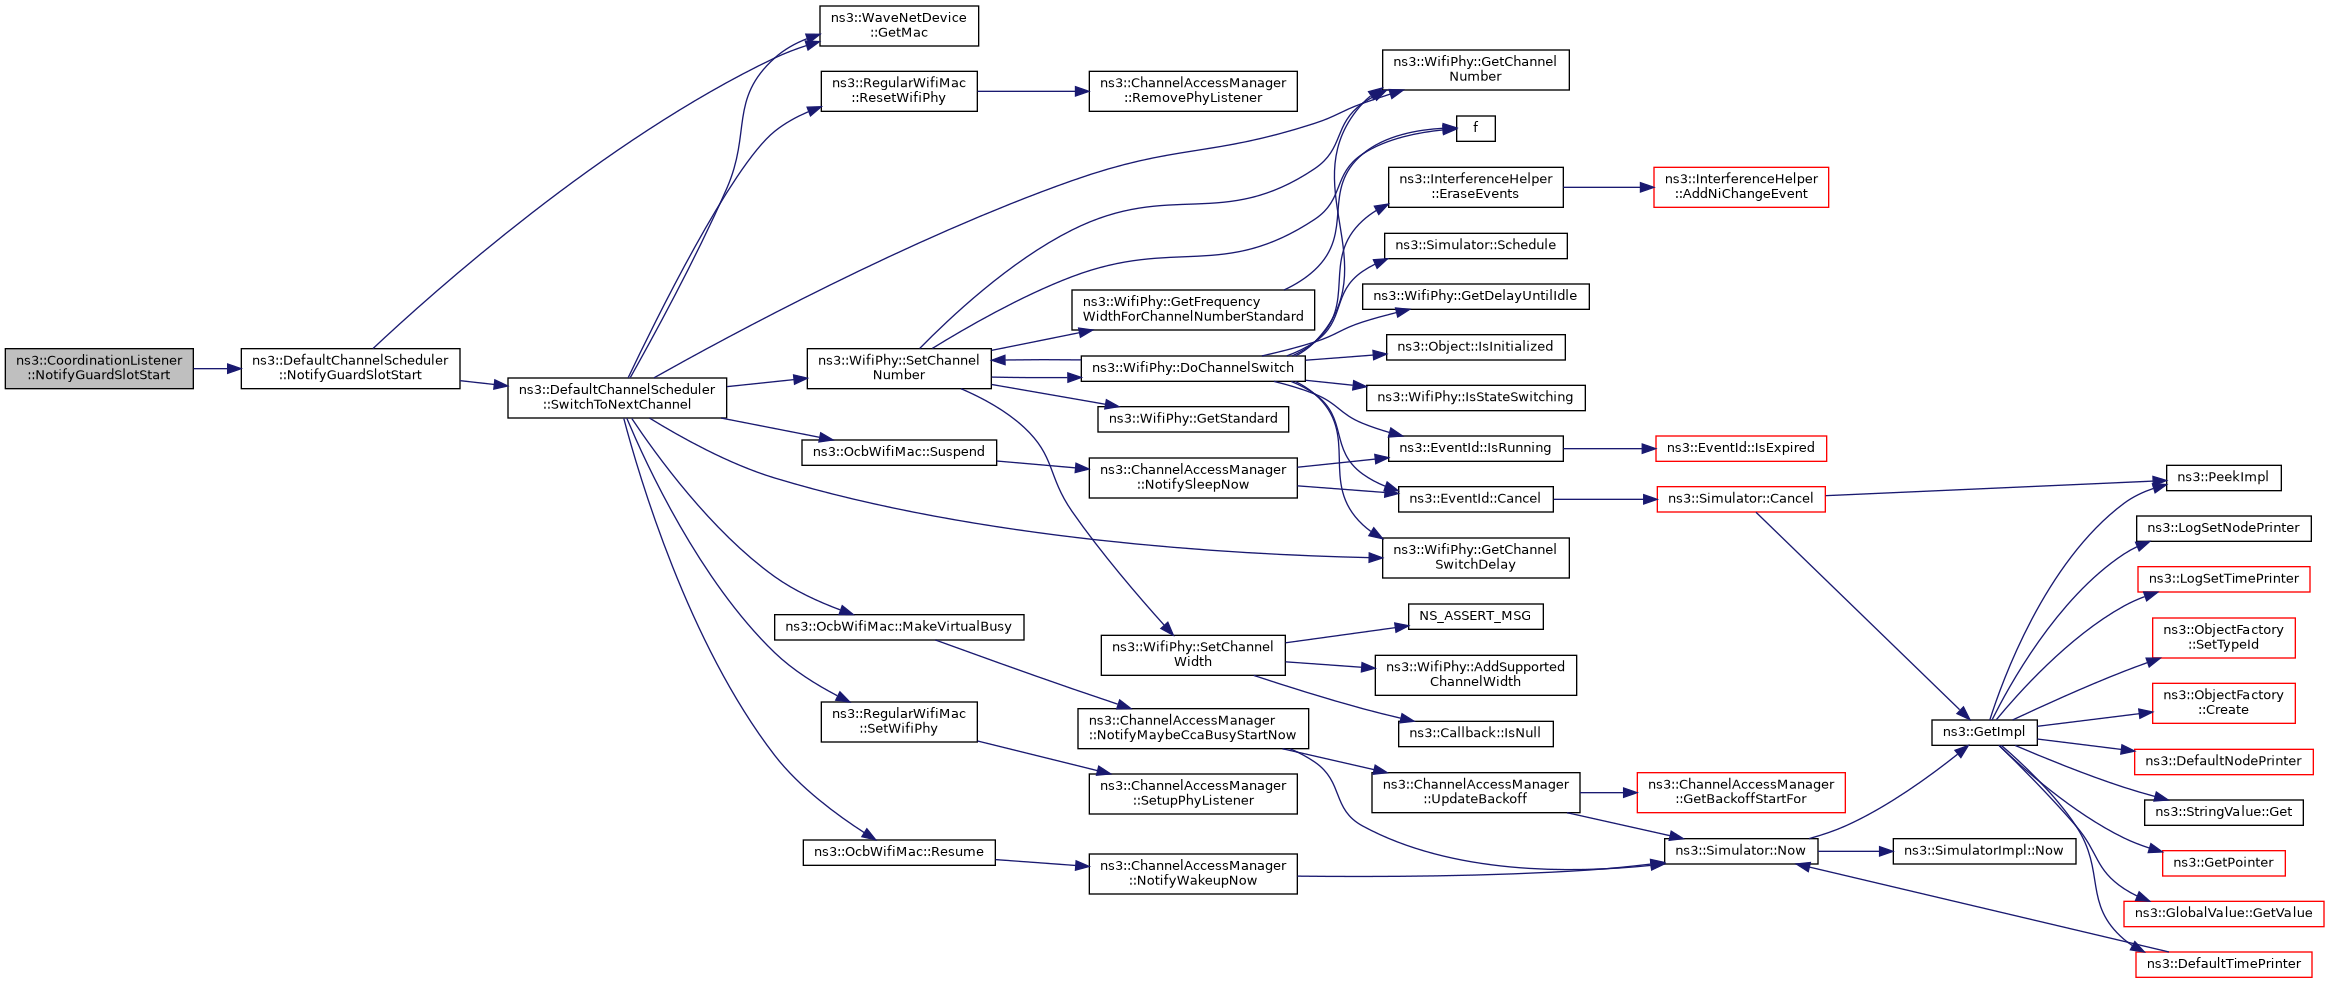 ns3::CoordinationListener
::NotifyGuardSlotStart
ns3::DefaultChannelScheduler
::NotifyGuardSlotStart
ns3::DefaultChannelScheduler
::SwitchToNextChannel
ns3::WaveNetDevice
::GetMac
ns3::RegularWifiMac
::ResetWifiPhy
ns3::WifiPhy::SetChannel
Number
ns3::OcbWifiMac::Suspend
ns3::OcbWifiMac::MakeVirtualBusy
ns3::RegularWifiMac
::SetWifiPhy
ns3::OcbWifiMac::Resume
ns3::ChannelAccessManager
::RemovePhyListener
ns3::WifiPhy::GetFrequency
WidthForChannelNumberStandard
ns3::WifiPhy::DoChannelSwitch
ns3::WifiPhy::GetStandard
ns3::ChannelAccessManager
::NotifySleepNow
ns3::WifiPhy::SetChannel
Width
ns3::ChannelAccessManager
::NotifyMaybeCcaBusyStartNow
ns3::ChannelAccessManager
::SetupPhyListener
ns3::ChannelAccessManager
::NotifyWakeupNow
ns3::WifiPhy::GetChannel
Number
f
ns3::InterferenceHelper
::EraseEvents
ns3::Simulator::Schedule
ns3::WifiPhy::GetDelayUntilIdle
ns3::Object::IsInitialized
ns3::WifiPhy::IsStateSwitching
ns3::EventId::IsRunning
ns3::EventId::Cancel
ns3::WifiPhy::GetChannel
SwitchDelay
NS_ASSERT_MSG
ns3::WifiPhy::AddSupported
ChannelWidth
ns3::Callback::IsNull
ns3::ChannelAccessManager
::UpdateBackoff
ns3::InterferenceHelper
::AddNiChangeEvent
ns3::EventId::IsExpired
ns3::Simulator::Cancel
ns3::ChannelAccessManager
::GetBackoffStartFor
ns3::Simulator::Now
ns3::GetImpl
ns3::SimulatorImpl::Now
ns3::PeekImpl
ns3::LogSetNodePrinter
ns3::LogSetTimePrinter
ns3::ObjectFactory
::SetTypeId
ns3::ObjectFactory
::Create
ns3::DefaultNodePrinter
ns3::StringValue::Get
ns3::GetPointer
ns3::GlobalValue::GetValue
ns3::DefaultTimePrinter